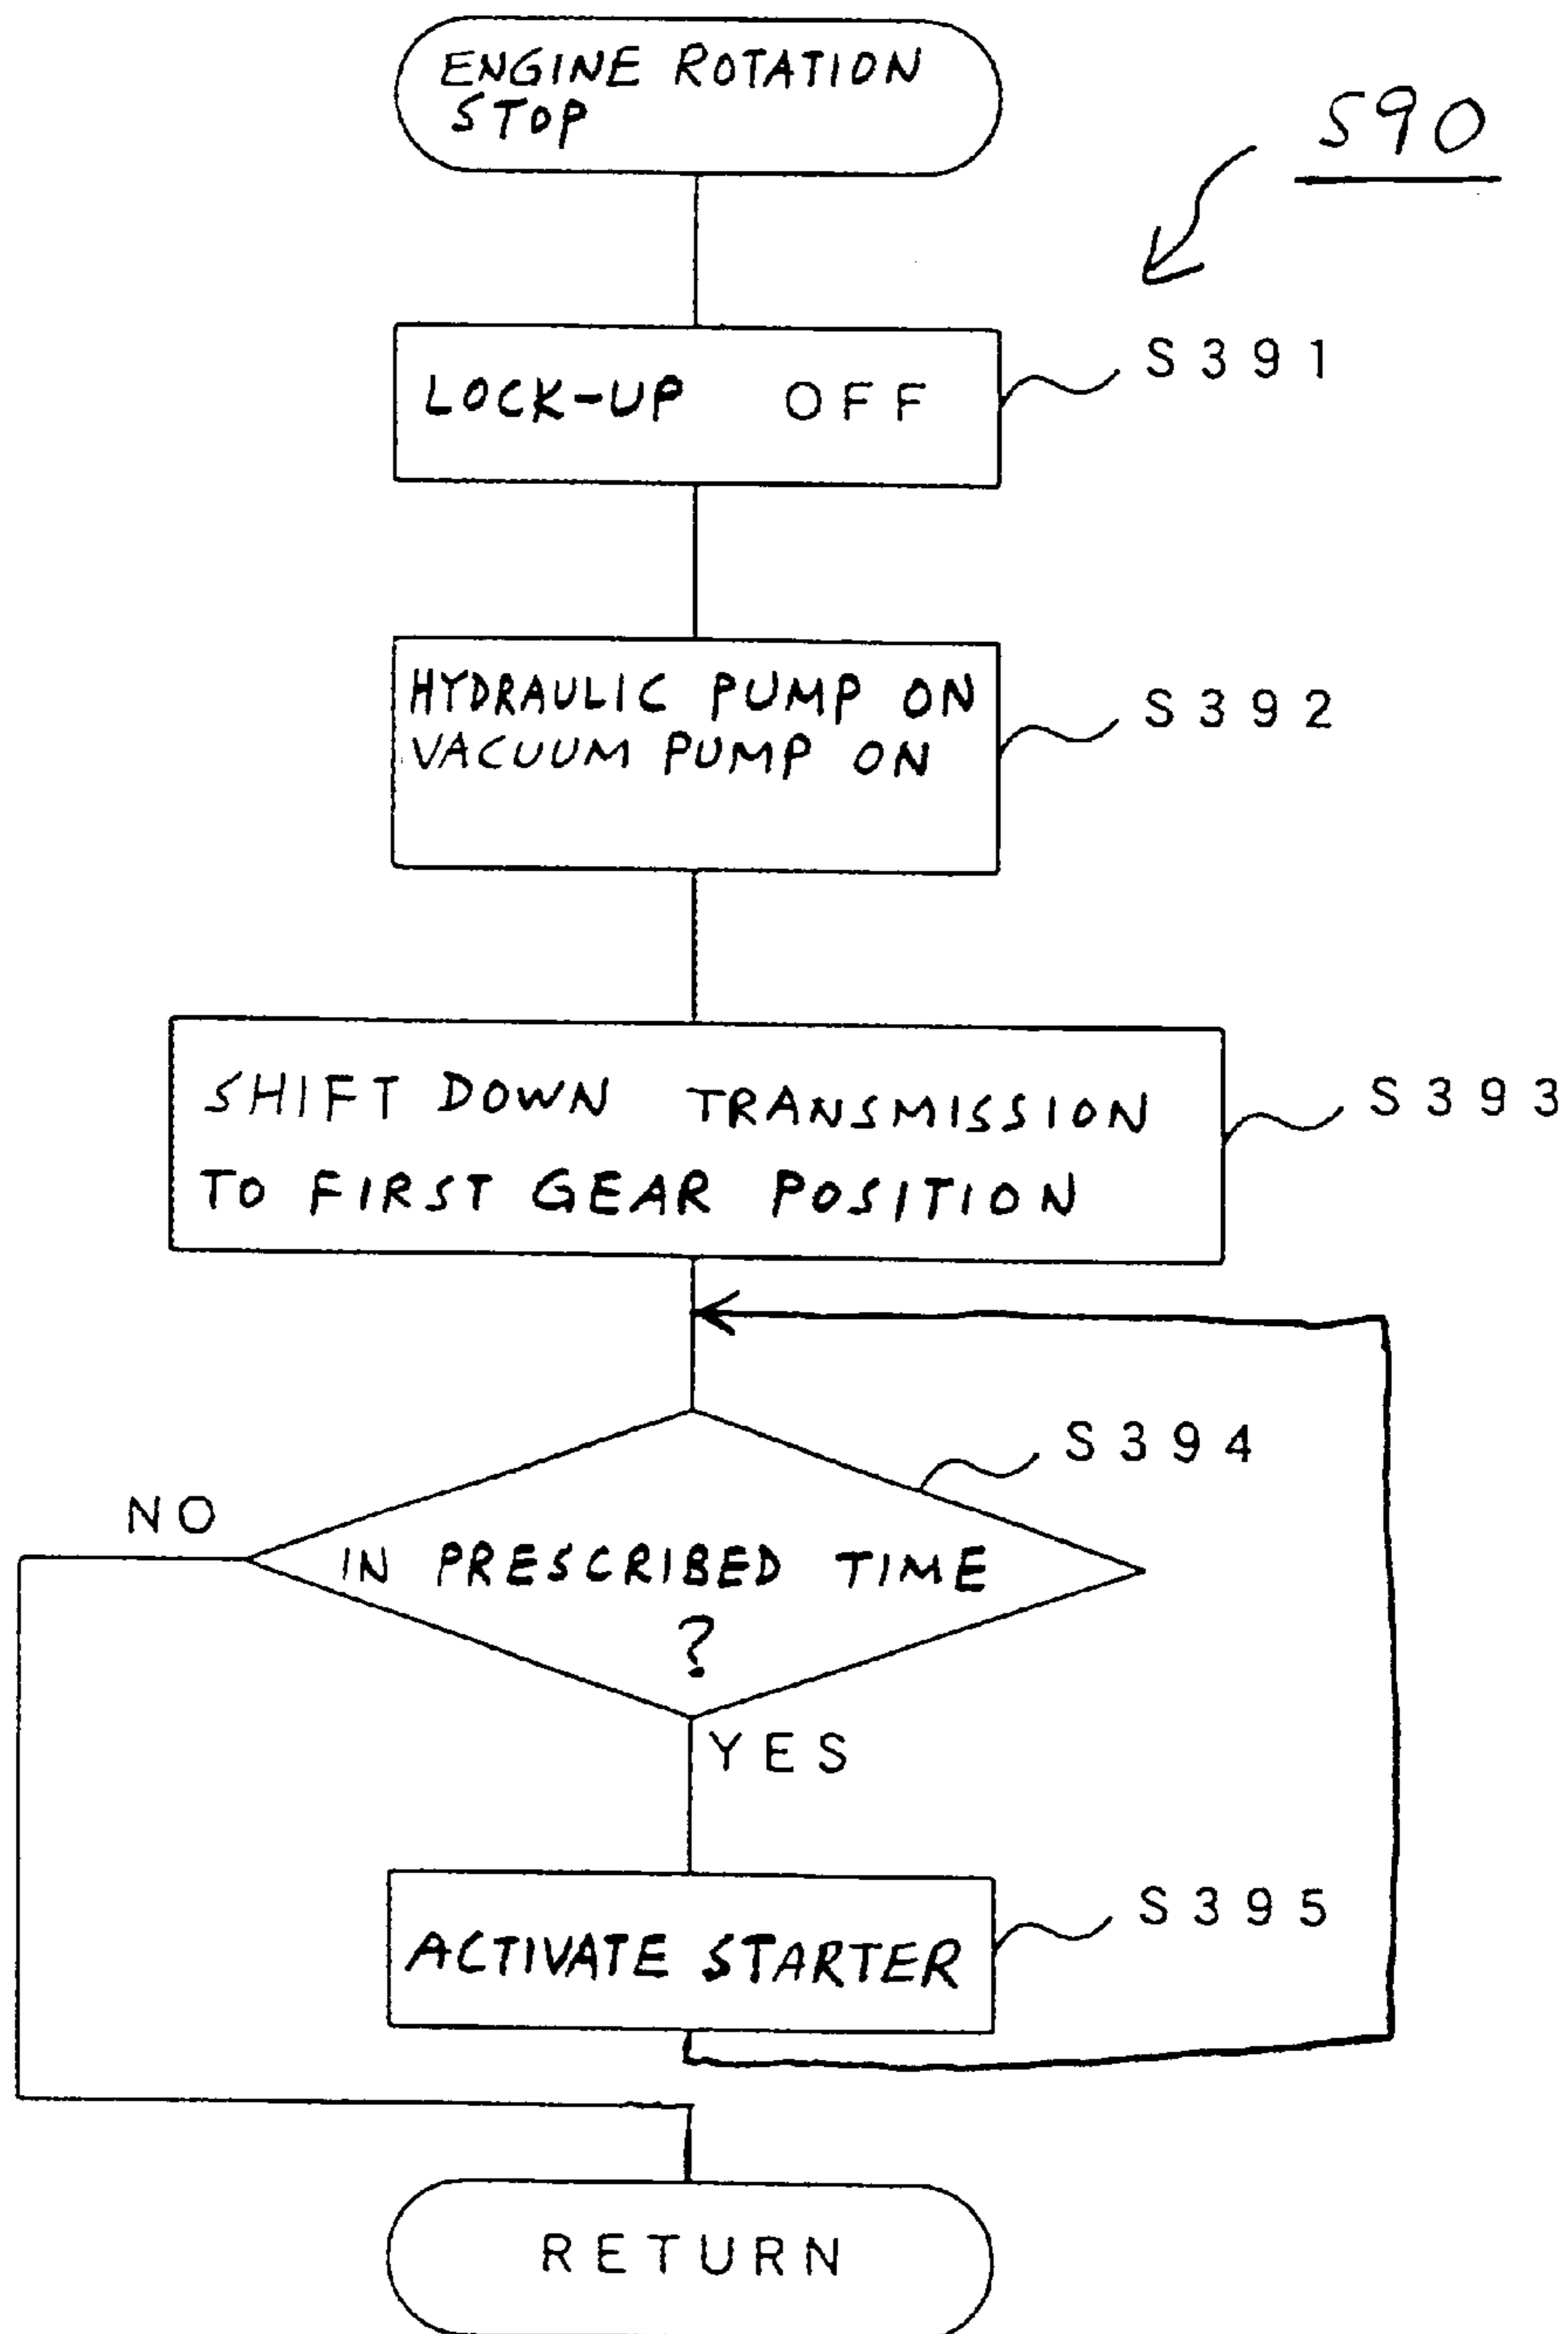 ENGINE ROTATION
STOP
590
LOCK-UP OFF
S391
HYDRAULIC PUMP ON
VACUUM PUMP ON
S392
SHIFT DOWN TRANSMISSION
TO FIRST GEAR POSITION
S393
S394
NO
IN PRESCRIBED TIME
?
YES
ACTIVATE STARTER
S395
RETURN